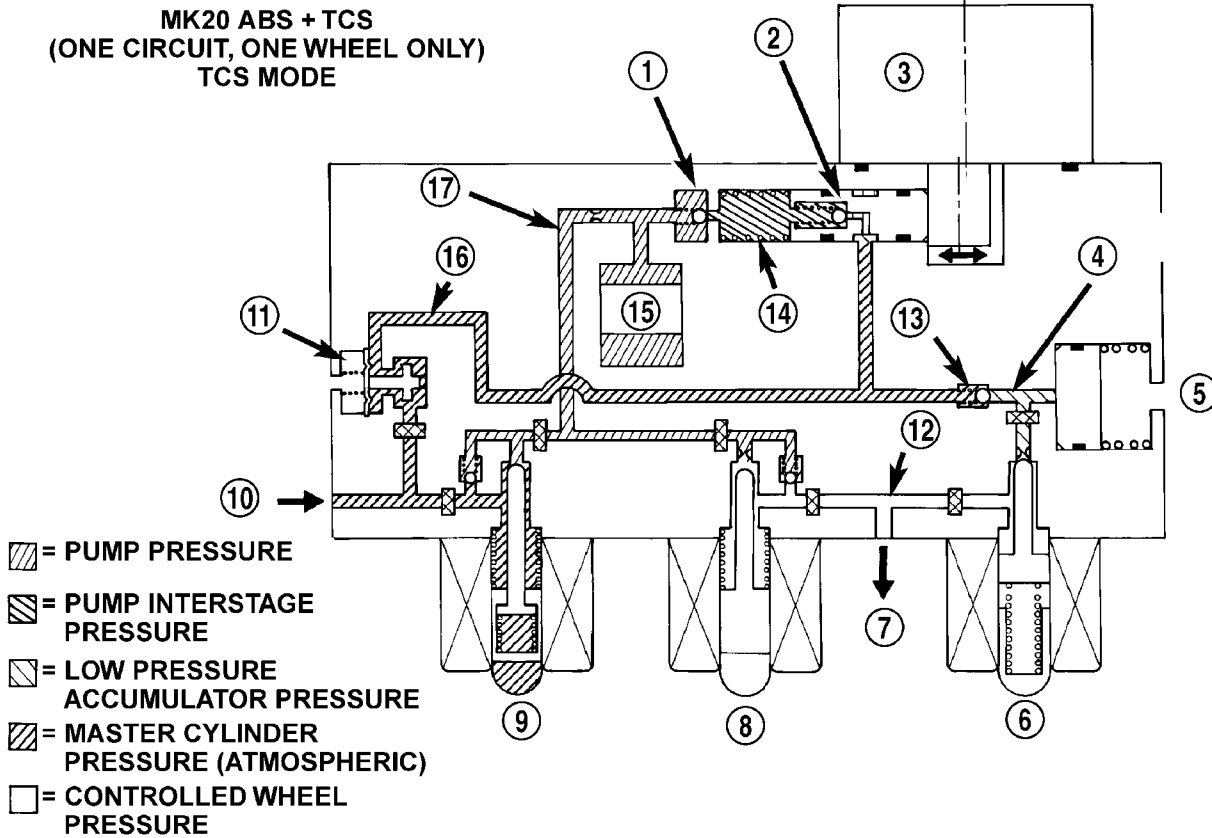 MK20 ABS + TCS
(ONE CIRCUIT, ONE WHEEL ONLY)
TCS MODE
1
2
3
17
4
16
15
14
13
11
5
12
10
= PUMP PRESSURE
= PUMP INTERSTAGE
PRESSURE
= LOW PRESSURE
ACCUMULATOR PRESSURE
= MASTER CYLINDER
PRESSURE (ATMOSPHERIC)
= CONTROLLED WHEEL
PRESSURE
7
9
8
6